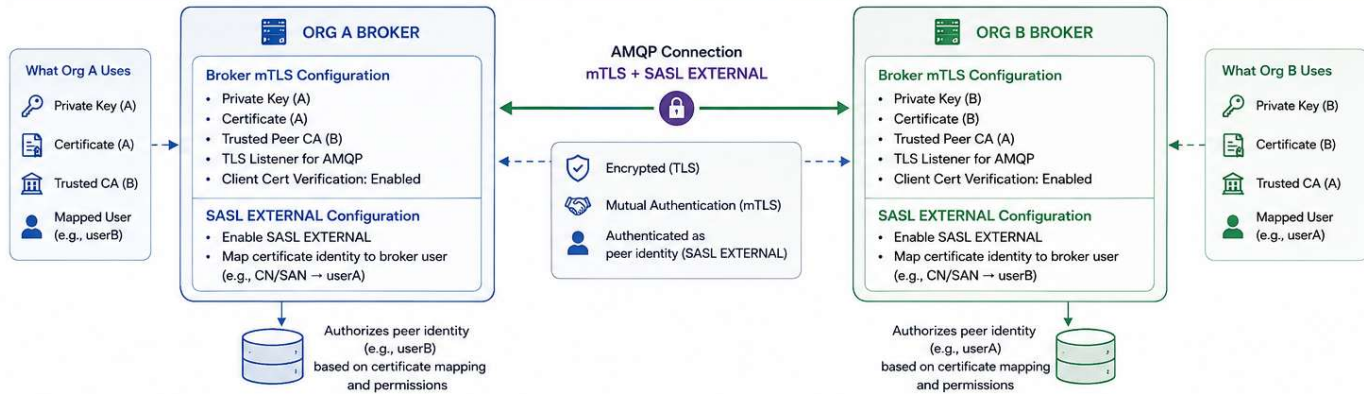 What Org A Uses
Private Key (A)
Certificate (A)
Trusted CA (B)
Mapped User
(e.g., userB)
ORG A BROKER
Broker mTLS Configuration
• Private Key (A)
• Certificate (A)
• Trusted Peer CA (B)
• TLS Listener for AMQP
• Client Cert Verification: Enabled
SASL EXTERNAL Configuration
• Enable SASL EXTERNAL
• Map certificate identity to broker user
(e.g., CN/SAN → userA)
Authorizes peer identity
(e.g., userB)
based on certificate mapping
and permissions
AMQP Connection
mTLS + SASL EXTERNAL
Encrypted (TLS)
Mutual Authentication (mTLS)
Authenticated as
peer identity (SASL EXTERNAL)
ORG B BROKER
Broker mTLS Configuration
• Private Key (B)
• Certificate (B)
• Trusted Peer CA (A)
• TLS Listener for AMQP
• Client Cert Verification: Enabled
SASL EXTERNAL Configuration
• Enable SASL EXTERNAL
• Map certificate identity to broker user
(e.g., CN/SAN → userB)
Authorizes peer identity
(e.g., userA)
based on certificate mapping
and permissions
What Org B Uses
Private Key (B)
Certificate (B)
Trusted CA (A)
Mapped User
(e.g., userA)